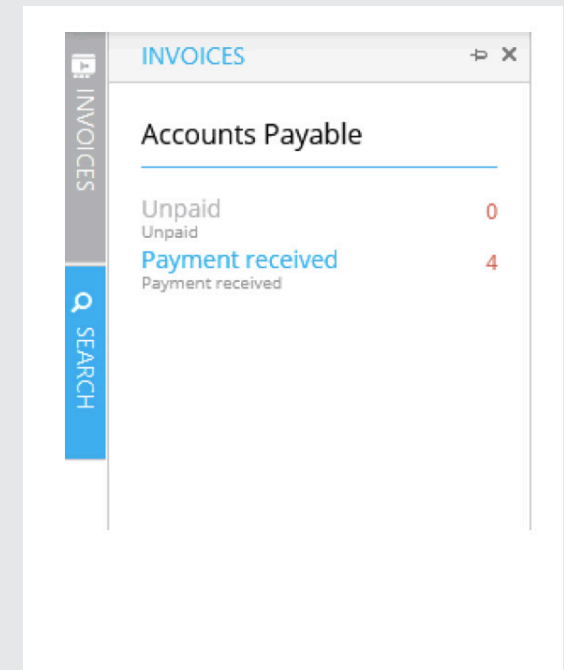 INVOICES
SEARCH
INVOICES
Accounts Payable
Unpaid 0
Unpaid
Payment received 4
Payment received